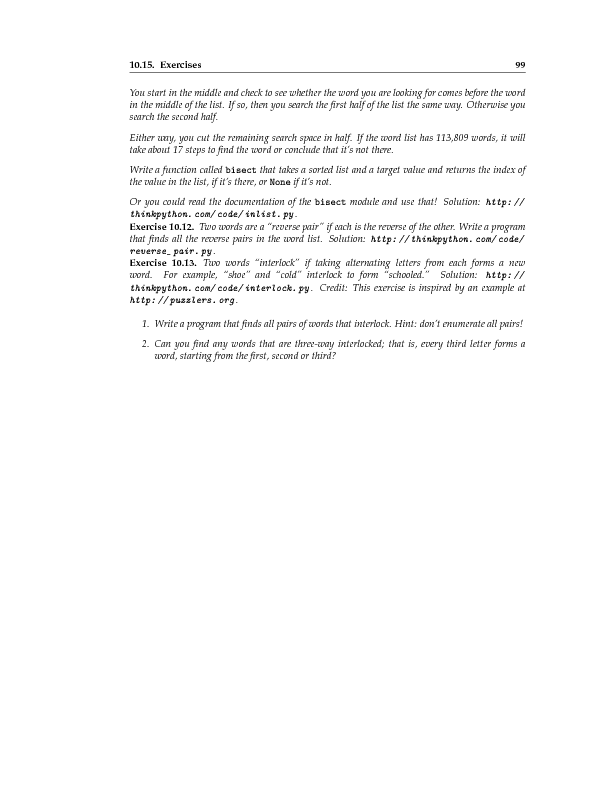 10.15. Exercises 99
You start in the middle and check to see whether the word you are looking for comes before the word
in the middle of the list. If so, then you search the first half of the list the same way. Otherwise you
search the second half.
Either way, you cut the remaining search space in half. If the word list has 113,809 words, it will
take about 17 steps to find the word or conclude that it's not there.
Write a function called bisect that takes a sorted list and a target value and returns the index of
the value in the list, if it's there, or None if it's not.
Or you could read the documentation of the bisect module and use that! Solution: http://
thinkpython.com/code/inlist.py.
Exercise 10.12. Two words are a “reverse pair” if each is the reverse of the other. Write a program
that finds all the reverse pairs in the word list. Solution: http://thinkpython.com/code/
reverse_pair.py.
Exercise 10.13. Two words “interlock” if taking alternating letters from each forms a new
word. For example, “shoe” and “cold” interlock to form “schooled.” Solution: http://
thinkpython.com/code/interlock.py. Credit: This exercise is inspired by an example at
http://puzzlers.org.
1. Write a program that finds all pairs of words that interlock. Hint: don't enumerate all pairs!
2. Can you find any words that are three-way interlocked; that is, every third letter forms a
word, starting from the first, second or third?